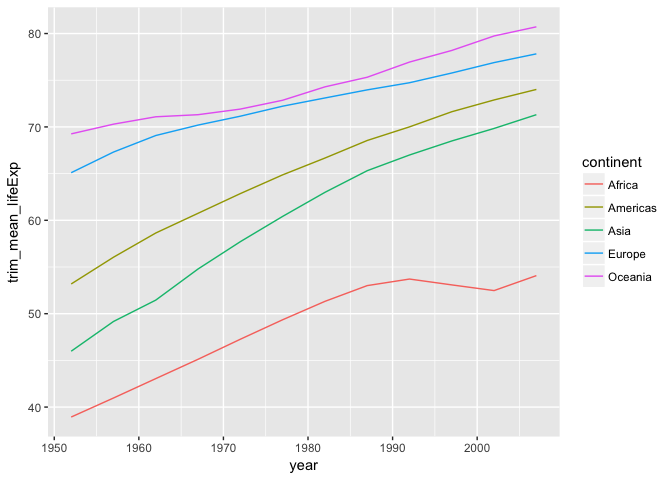 80
70
60
50
40
trim_mean_lifeExp
1950 1960 1970 1980 1990 2000
year
continent
Africa
Americas
Asia
Europe
Oceania